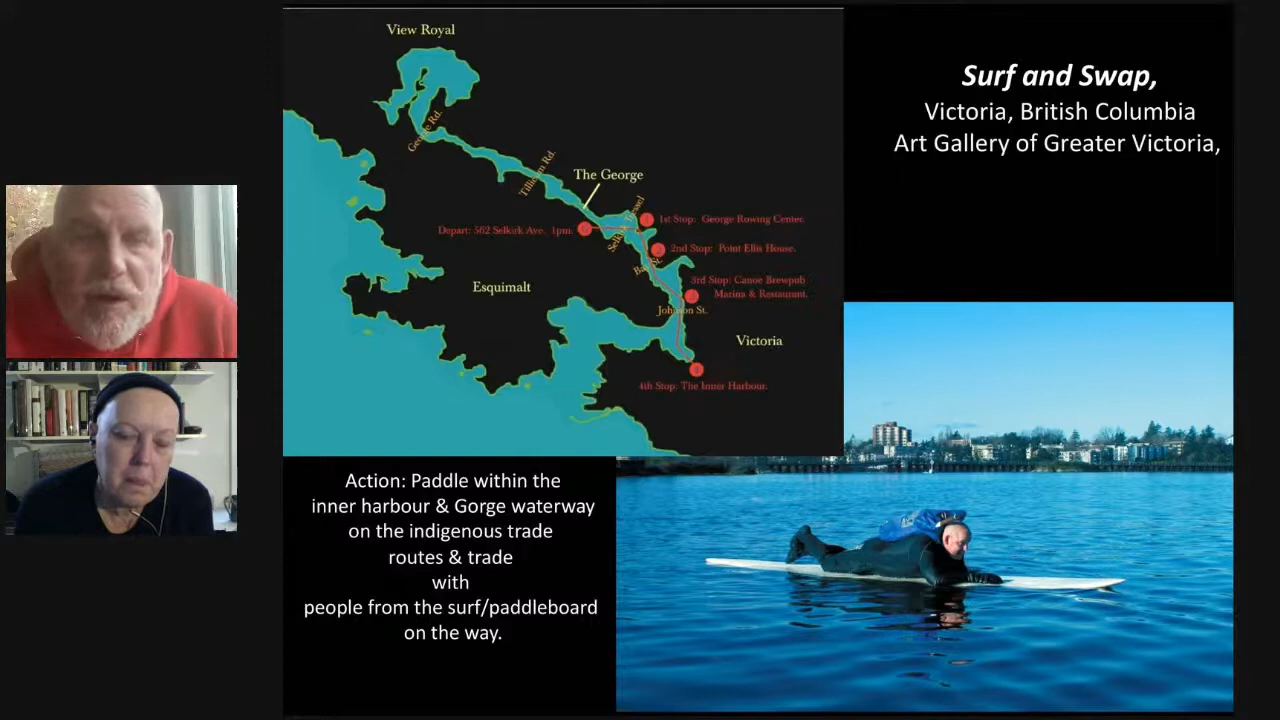 View Royal
George Rd.
Tillicum Rd.
The George
1st Stop: George Rowing Center.
Depart: 562 Selkirk Ave. 1pm.
2nd Stop: Point Ellis House.
Bay St.
3rd Stop: Canoe Brewpub
Marina & Restaurant.
Esquimalt
Johnson St.
Victoria
4th Stop: The Inner Harbour.
Surf and Swap,
Victoria, British Columbia
Art Gallery of Greater Victoria,
Action: Paddle within the
inner harbour & Gorge waterway
on the indigenous trade
routes & trade
with
people from the surf/paddleboard
on the way.